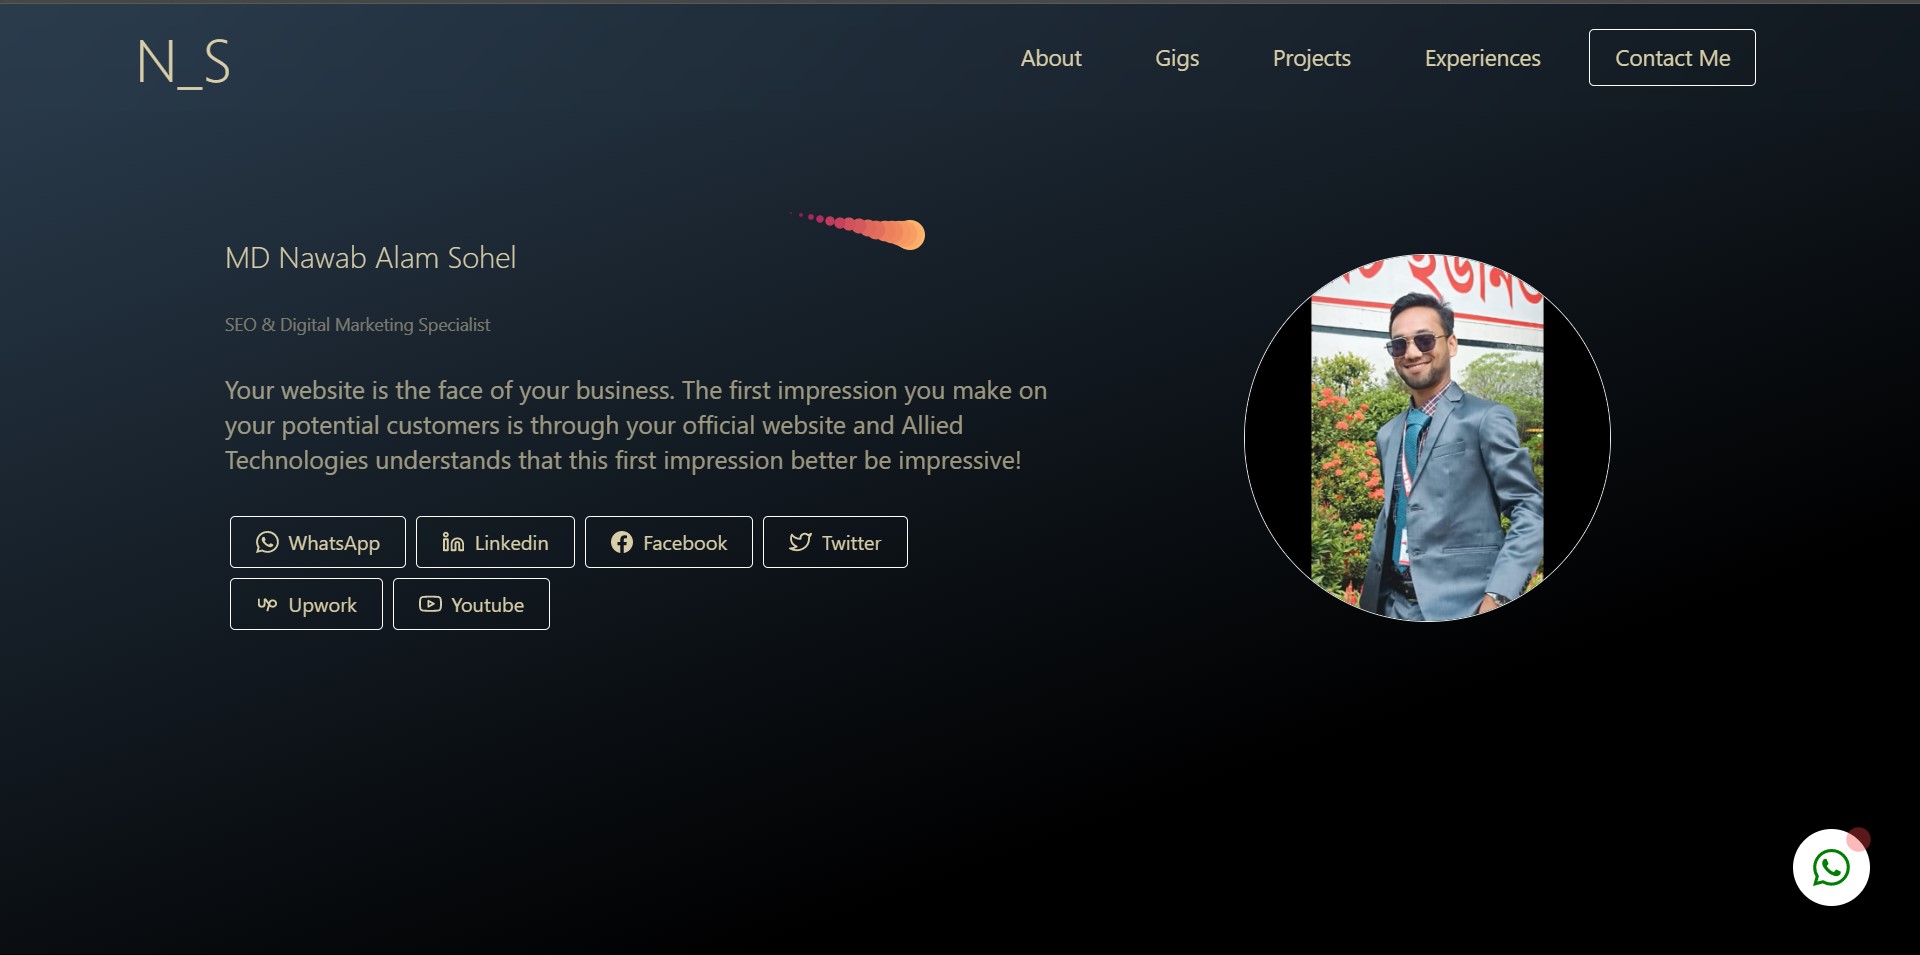 N_S
About
Gigs
Projects
Experiences
Contact Me
MD Nawab Alam Sohel
SEO & Digital Marketing Specialist
Your website is the face of your business. The first impression you make on
your potential customers is through your official website and Allied
Technologies understands that this first impression better be impressive!
WhatsApp
Linkedin
Facebook
Twitter
Upwork
Youtube